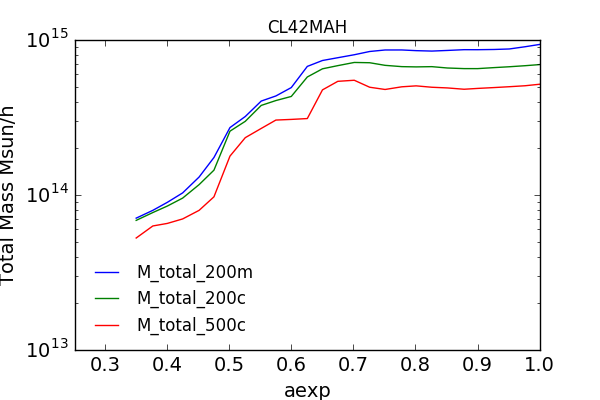 CL42MAH
10^15
10^14
10^13
Total Mass Msun/h
M_total_200m
M_total_200c
M_total_500c
0.3 0.4 0.5 0.6 0.7 0.8 0.9 1.0
aexp